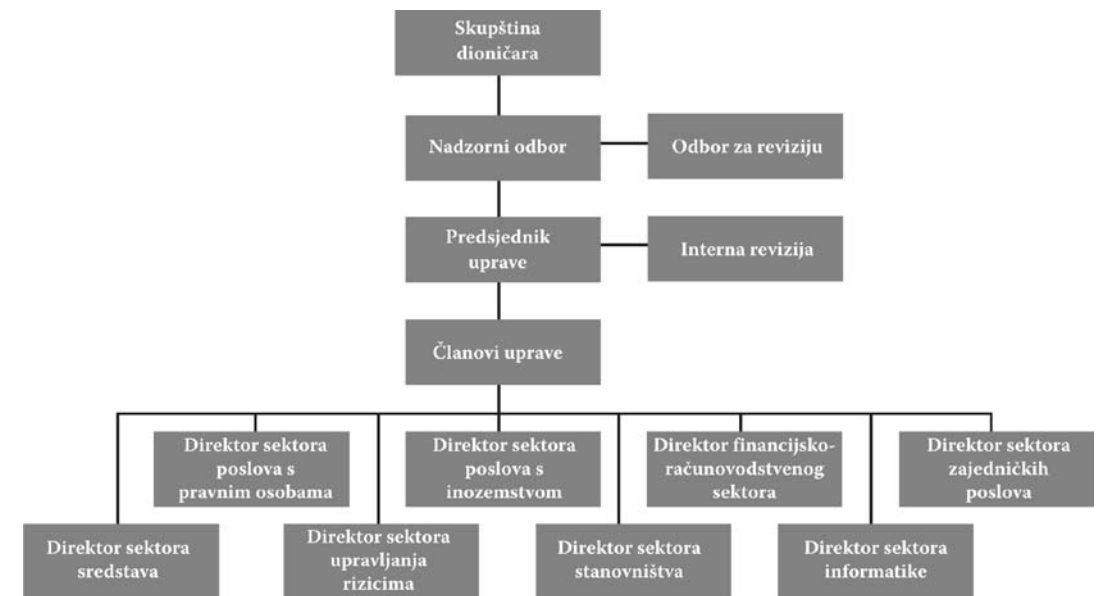 Skupština
dioničara
Nadzorni odbor
Odbor za reviziju
Predsjednik
uprave
Interna revizija
Članovi uprave
Direktor sektora
poslova s
pravnim osobama
Direktor sektora
poslova s
inozemstvom
Direktor financijsko-
računovodstvenog
sektora
Direktor sektora
zajedničkih
poslova
Direktor sektora
sredstava
Direktor sektora
upravljanja
rizicima
Direktor sektora
stanovništva
Direktor sektora
informatike